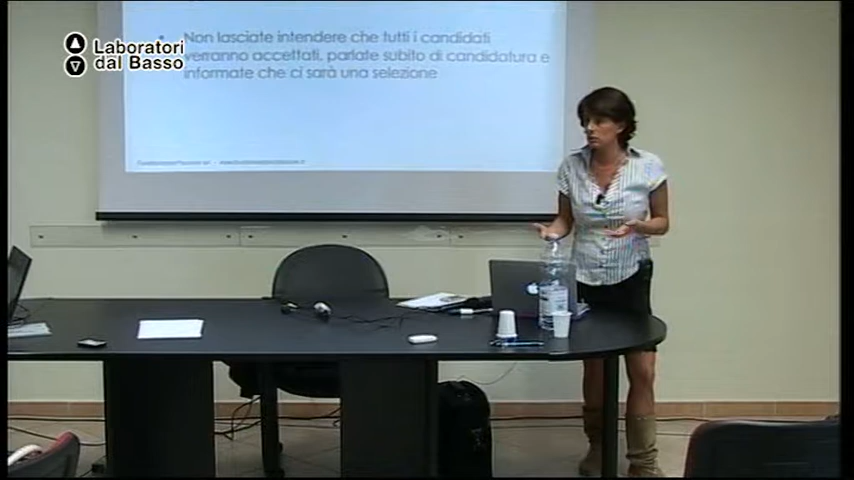 Laboratori
dal Basso
Non lasciate intendere che tutti i candidati
verranno accettati, parlate subito di candidatura e
informate che ci sarà una selezione